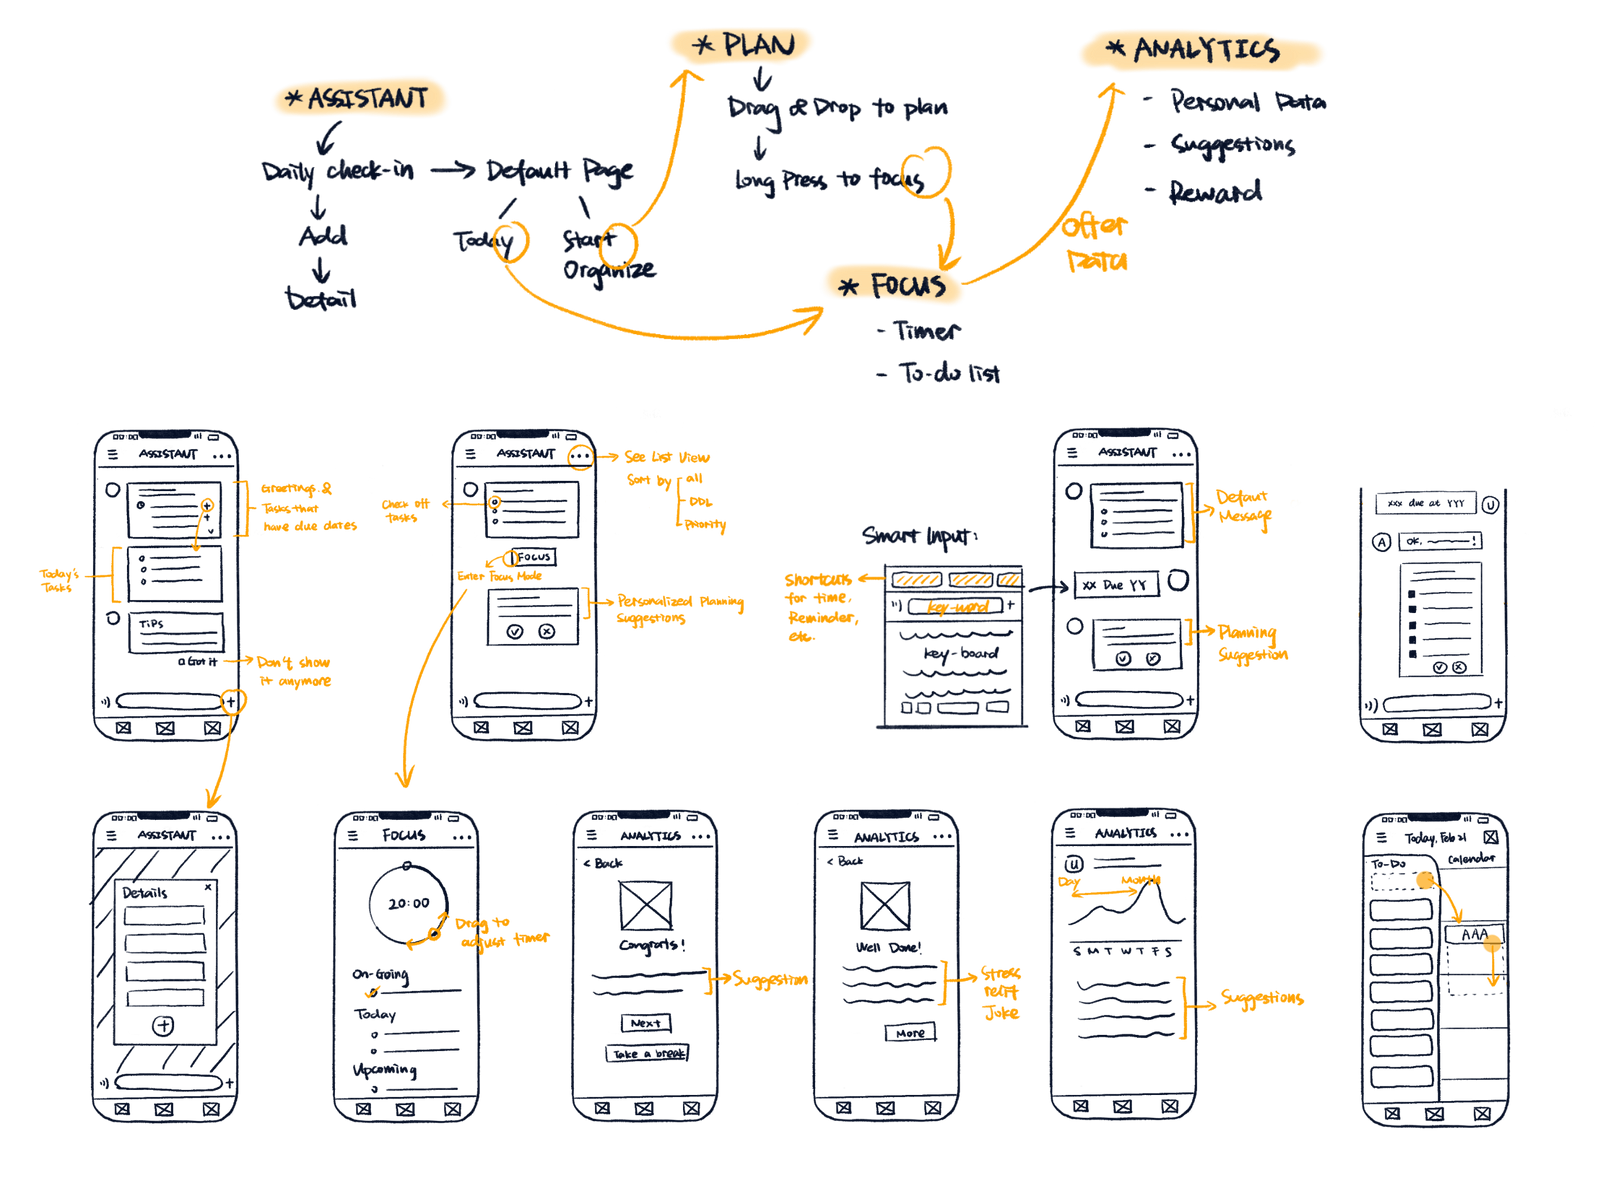 * ASSISTANT
Daily check-in
Add
Detail
Default Page
Today
Start
Organize
* PLAN
Drag & Drop to plan
Long Press to focus
* FOCUS
- Timer
- To-do list
Offer
Data
* ANALYTICS
- Personal Data
- Suggestions
- Reward
ASSISTANT
Greetings &
Tasks that
have due dates
Today's
Tasks
Tips
Got it
Don't show
it anymore
ASSISTANT
See List View
Sort by
all
DDL
Priority
Check off
tasks
FOCUS
Enter Focus Mode
Personalized Planning
Suggestions
Smart Input:
Shortcuts
for time,
Reminder,
etc.
key-word
key-board
ASSISTANT
Default
Message
xx Due YY
Planning
Suggestion
xxx due at YYY
U
A
OK, !
ASSISTANT
Details
x
FOCUS
20:00
Drag to
adjust timer
On-Going
Today
Upcoming
ANALYTICS
< Back
Congrats!
Suggestion
Next
Take a break
ANALYTICS
< Back
Well Done!
Stress
Joke
More
ANALYTICS
U
Day
Month
S M T W T F S
Suggestions
Today, Feb 21
To-Do
Calendar
AAA